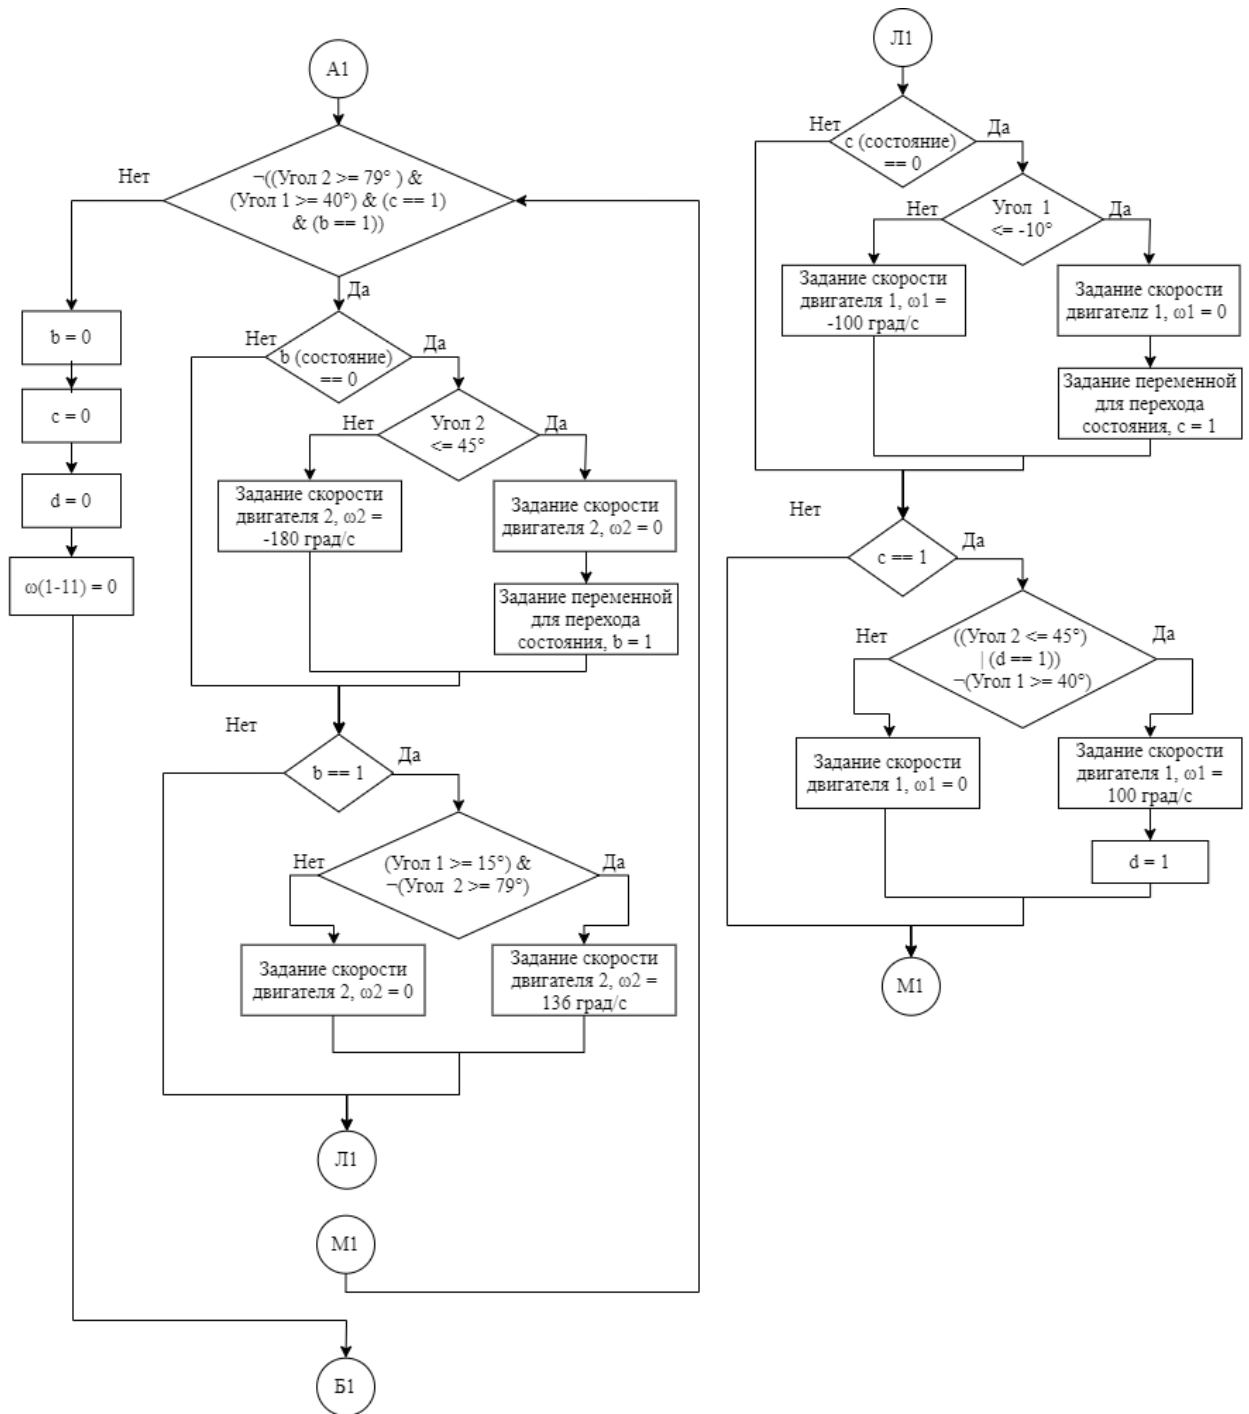 А1
Нет
¬((Угол 2 >= 79° ) &
(Угол 1 >= 40°) & (c == 1)
& (b == 1))
Да
b = 0
c = 0
d = 0
ω(1-11) = 0
Нет
b (состояние)
== 0
Да
Нет
Угол 2
<= 45°
Да
Задание скорости
двигателя 2, ω2 =
-180 град/с
Задание скорости
двигателя 2, ω2 = 0
Задание переменной
для перехода
состояния, b = 1
Нет
b == 1
Да
Нет
(Угол 1 >= 15°) &
¬(Угол 2 >= 79°)
Да
Задание скорости
двигателя 2, ω2 = 0
Задание скорости
двигателя 2, ω2 =
136 град/с
Л1
М1
Б1
Л1
Нет
c (состояние)
== 0
Да
Нет
Угол 1
<= -10°
Да
Задание скорости
двигателя 1, ω1 =
-100 град/с
Задание скорости
двигателz 1, ω1 = 0
Задание переменной
для перехода
состояния, c = 1
Нет
c == 1
Да
Нет
((Угол 2 <= 45°)
| (d == 1))
¬(Угол 1 >= 40°)
Да
Задание скорости
двигателя 1, ω1 = 0
Задание скорости
двигателя 1, ω1 =
100 град/с
d = 1
М1